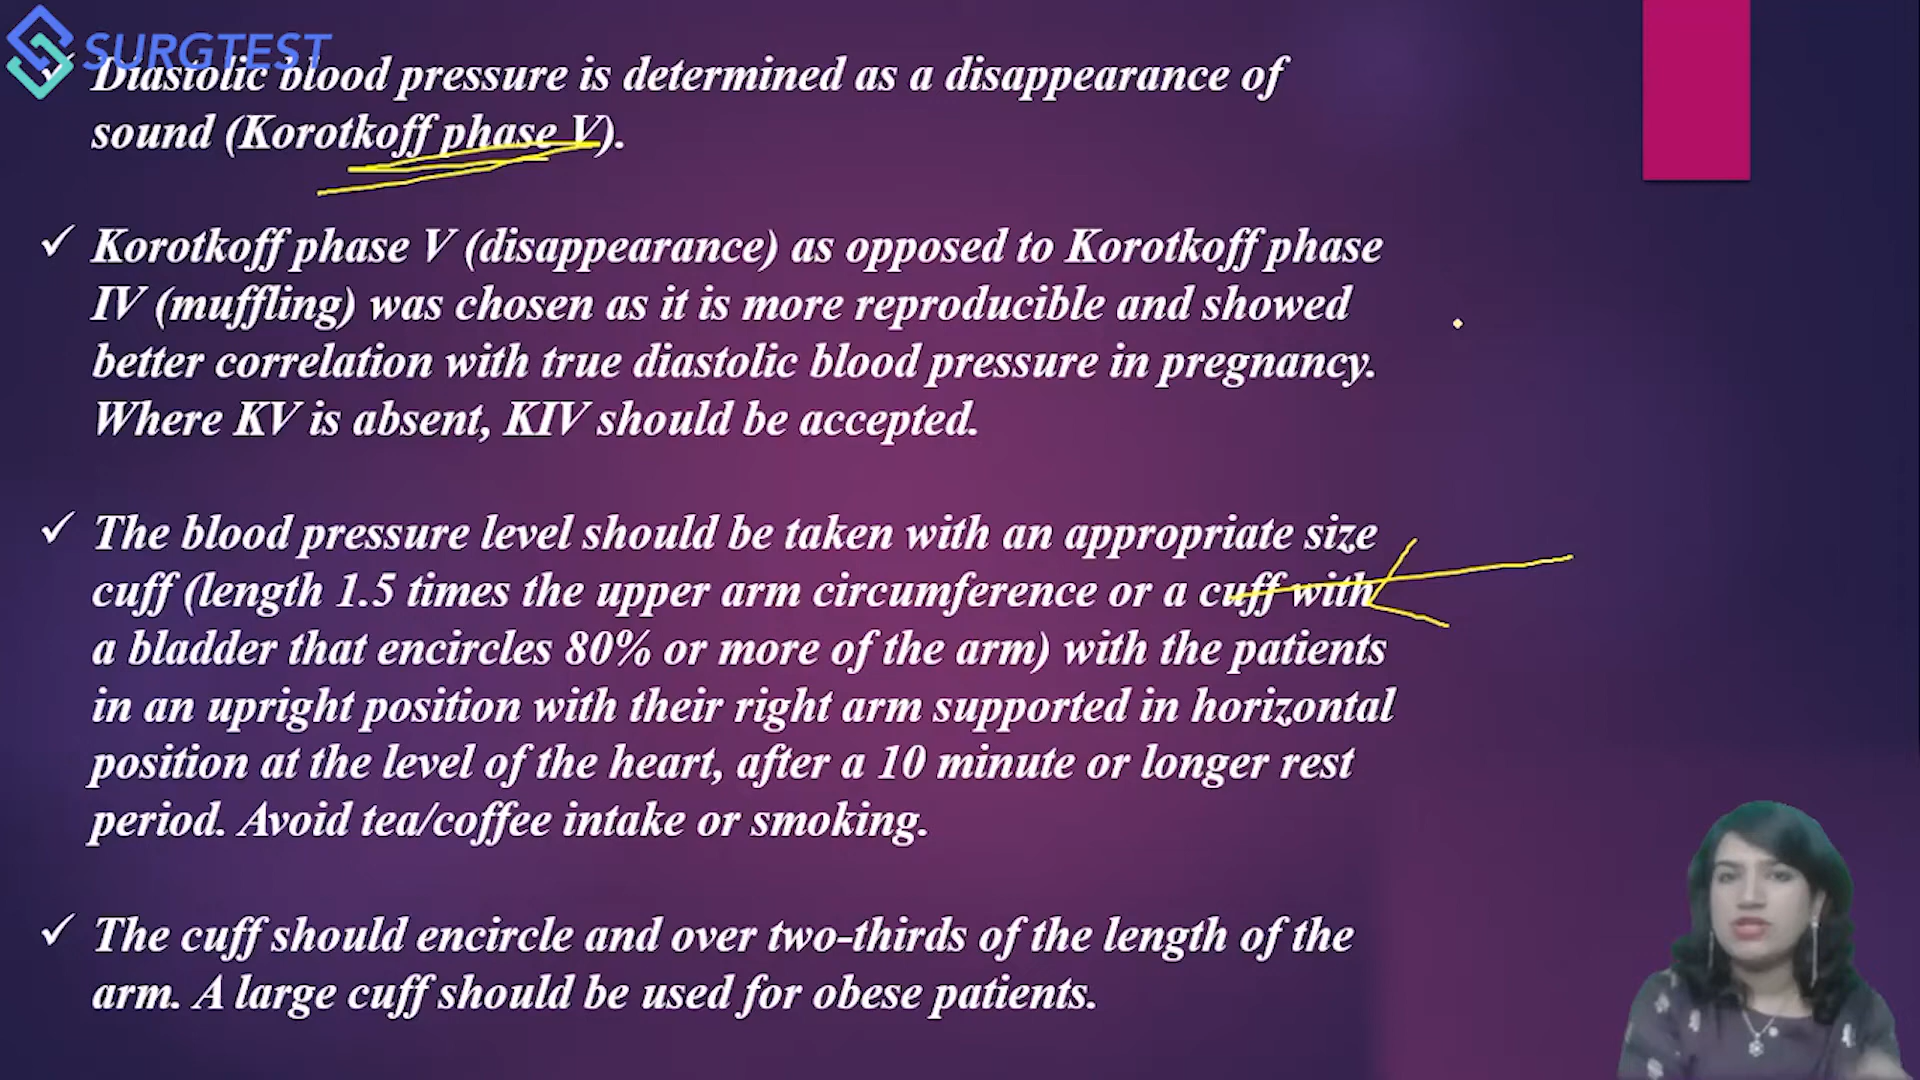 SURGTEST
Diastolic blood pressure is determined as a disappearance of
sound (Korotkoff phase V).
Korotkoff phase V (disappearance) as opposed to Korotkoff phase
IV (muffling) was chosen as it is more reproducible and showed
better correlation with true diastolic blood pressure in pregnancy.
Where KV is absent, KIV should be accepted.
The blood pressure level should be taken with an appropriate size
cuff (length 1.5 times the upper arm circumference or a cuff with
a bladder that encircles 80% or more of the arm) with the patients
in an upright position with their right arm supported in horizontal
position at the level of the heart, after a 10 minute or longer rest
period. Avoid tea/coffee intake or smoking.
The cuff should encircle and over two-thirds of the length of the
arm. A large cuff should be used for obese patients.